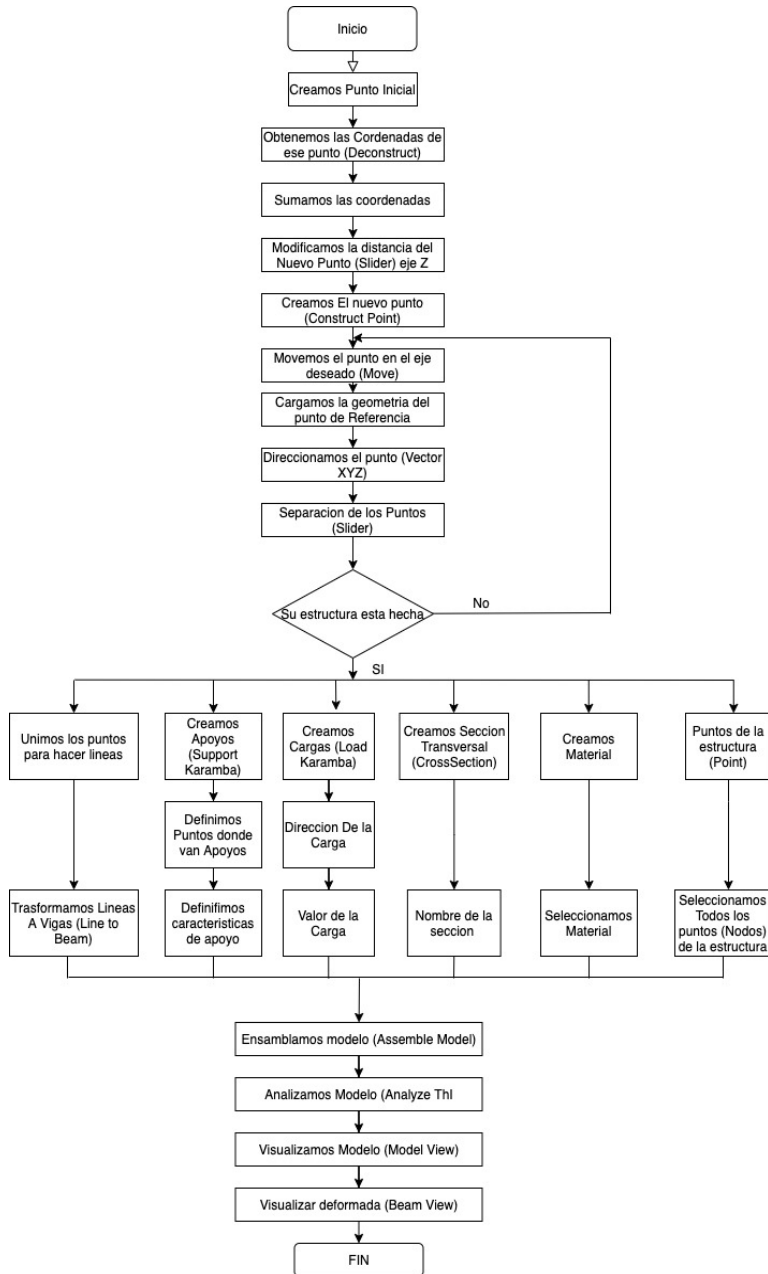 Inicio
Creamos Punto Inicial
Obtenemos las Cordenadas de
ese punto (Deconstruct)
Sumamos las coordenadas
Modificamos la distancia del
Nuevo Punto (Slider) eje Z
Creamos El nuevo punto
(Construct Point)
Movemos el punto en el eje
deseado (Move)
Cargamos la geometria del
punto de Referencia
Direccionamos el punto (Vector
XYZ)
Separacion de los Puntos
(Slider)
Su estructura esta hecha
No
SI
Unimos los puntos
para hacer lineas
Creamos
Apoyos
(Support
Karamba)
Creamos
Cargas (Load
Karamba)
Creamos Seccion
Transversal
(CrossSection)
Creamos
Material
Puntos de la
estructura
(Point)
Definimos
Puntos donde
van Apoyos
Direccion De la
Carga
Trasformamos Lineas
A Vigas (Line to
Beam)
Definifimos
caracteristicas
de apoyo
Valor de la
Carga
Nombre de la
seccion
Seleccionamos
Material
Seleccionamos
Todos los
puntos (Nodos)
de la estructura
Ensamblamos modelo (Assemble Model)
Analizamos Modelo (Analyze ThI
Visualizamos Modelo (Model View)
Visualizar deformada (Beam View)
FIN